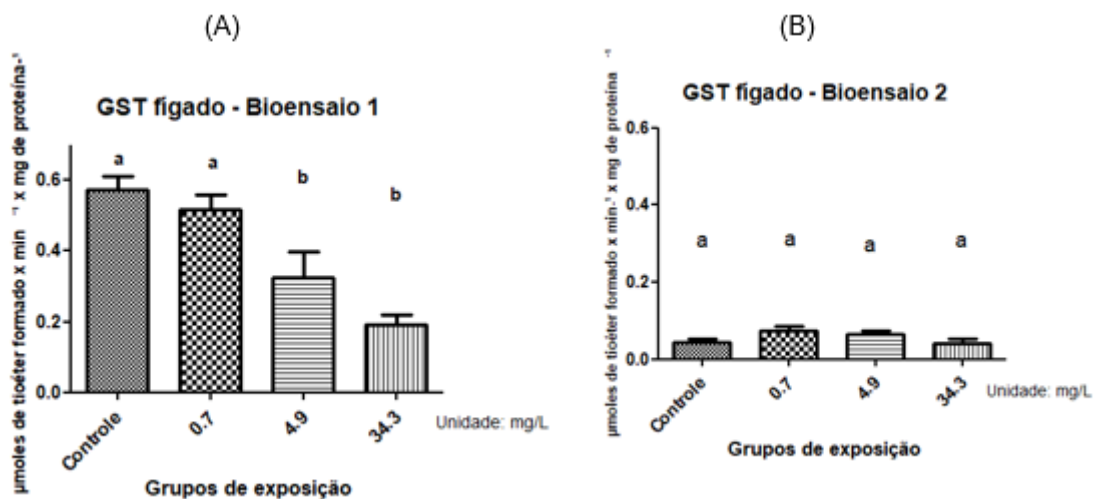 (A)
GST fígado - Bioensaio 1
µmoles de tioéter formado x min ⁻¹ x mg de proteína-¹
0.6
0.4
0.2
0.0
a
a
b
b
Controle
0.7
4.9
34.3
Unidade: mg/L
Grupos de exposição
(B)
GST fígado - Bioensaio 2
µmoles de tioéter formado x min-¹ x mg de proteína ⁻¹
0.6
0.4
0.2
0.0
a
a
a
a
Controle
0.7
4.9
34.3
Unidade: mg/L
Grupos de exposição